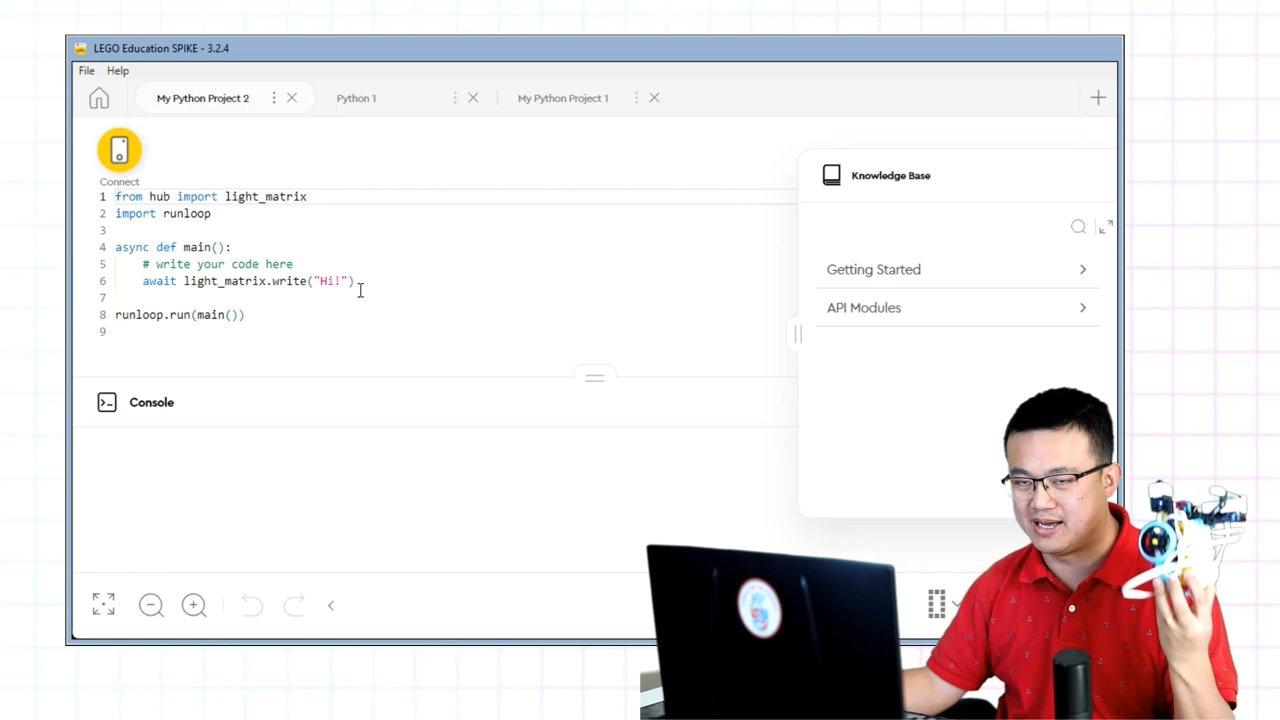 LEGO Education SPIKE - 3.2.4
File Help
My Python Project 2 Python 1 My Python Project 1
Connect
1 from hub import light_matrix
2 import runloop
3
4 async def main():
5 # write your code here
6 await light_matrix.write("Hi!")
7
8 runloop.run(main())
9
Knowledge Base
Getting Started
API Modules
Console